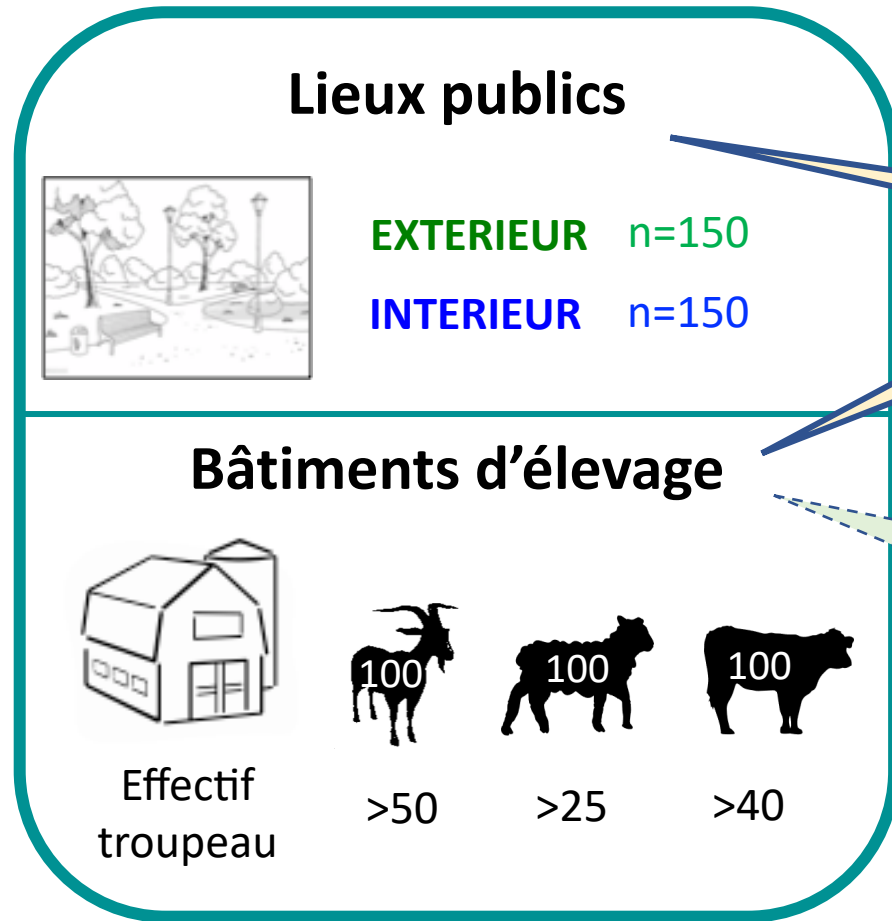 Lieux publics
EXTERIEUR n=150
INTERIEUR n=150
Bâtiments d’élevage
100 100 100
Effectif
troupeau
>50 >25 >40